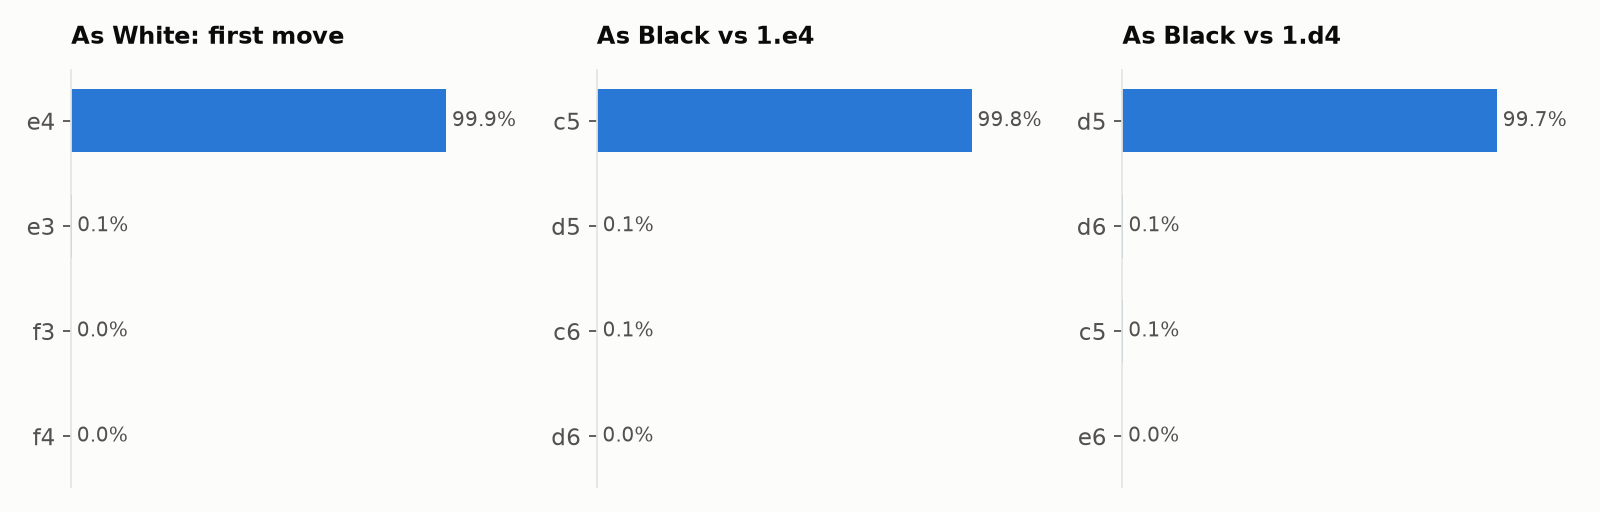 As White: first move
e4 99.9%
e3 0.1%
f3 0.0%
f4 0.0%
As Black vs 1.e4
c5 99.8%
d5 0.1%
c6 0.1%
d6 0.0%
As Black vs 1.d4
d5 99.7%
d6 0.1%
c5 0.1%
e6 0.0%